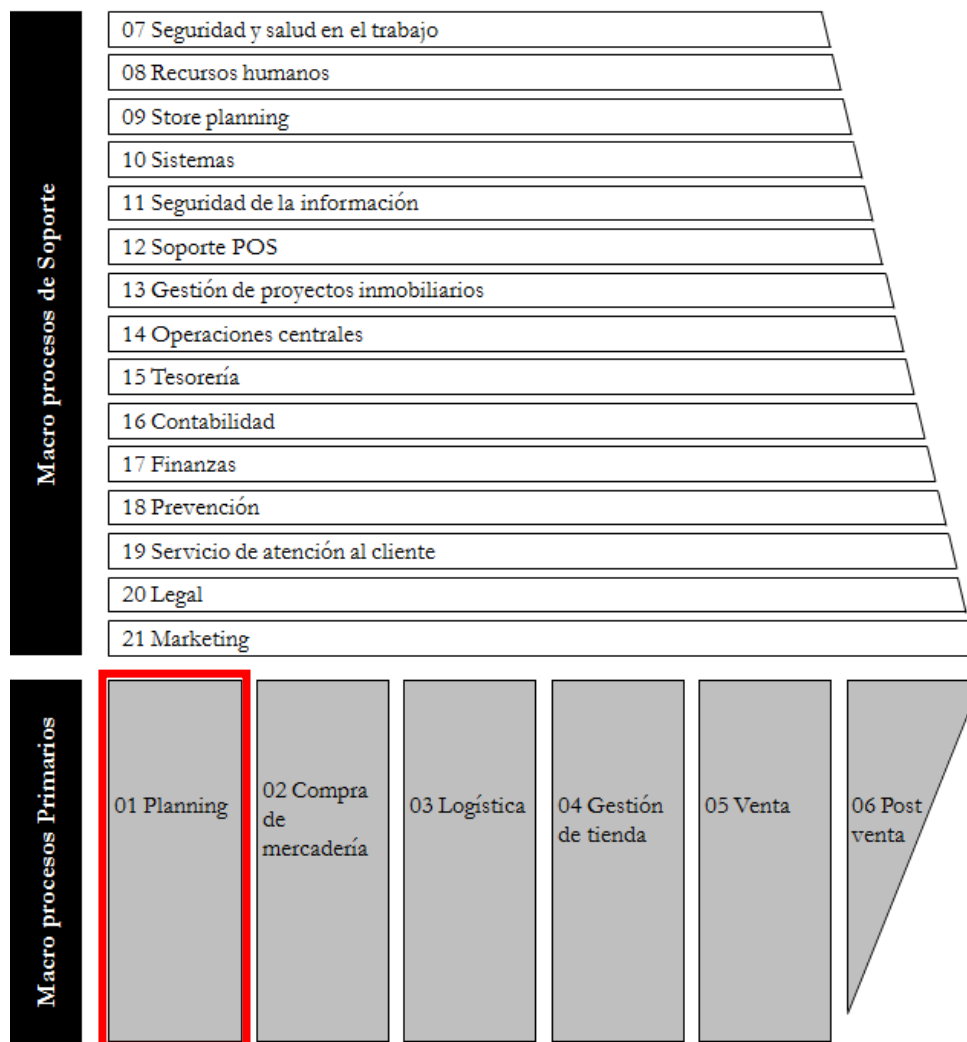 Macro procesos de Soporte
07 Seguridad y salud en el trabajo
08 Recursos humanos
09 Store planning
10 Sistemas
11 Seguridad de la información
12 Soporte POS
13 Gestión de proyectos inmobiliarios
14 Operaciones centrales
15 Tesorería
16 Contabilidad
17 Finanzas
18 Prevención
19 Servicio de atención al cliente
20 Legal
21 Marketing
Macro procesos Primarios
01 Planning
02 Compra
de
mercadería
03 Logística
04 Gestión
de tienda
05 Venta
06 Post
venta